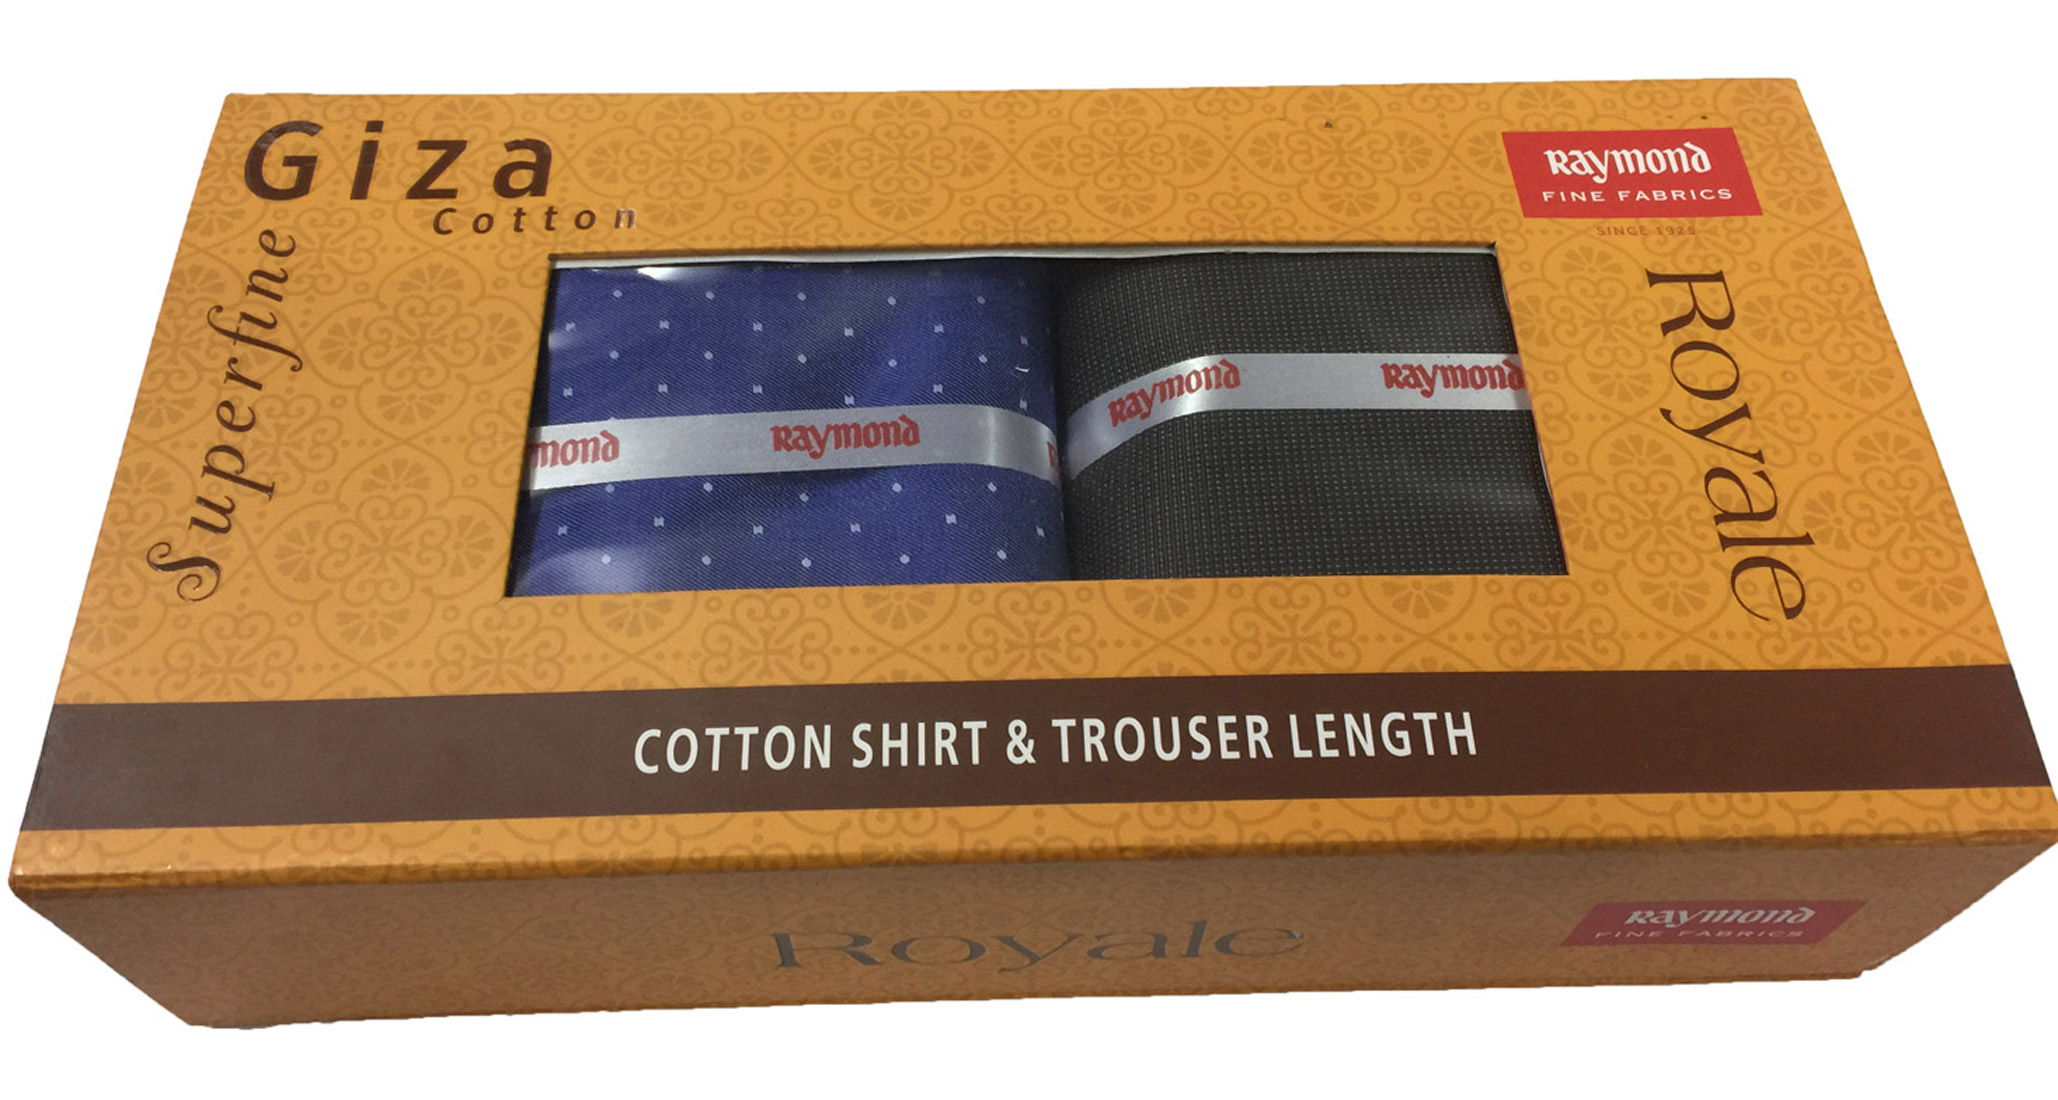 Giza
Cotton
Superfine
Raymond
FINE FABRICS
SINCE 1925
Royale
mond
Raymond
Raymond
Raymond
COTTON SHIRT & TROUSER LENGTH
Royale
Raymond
FINE FABRICS